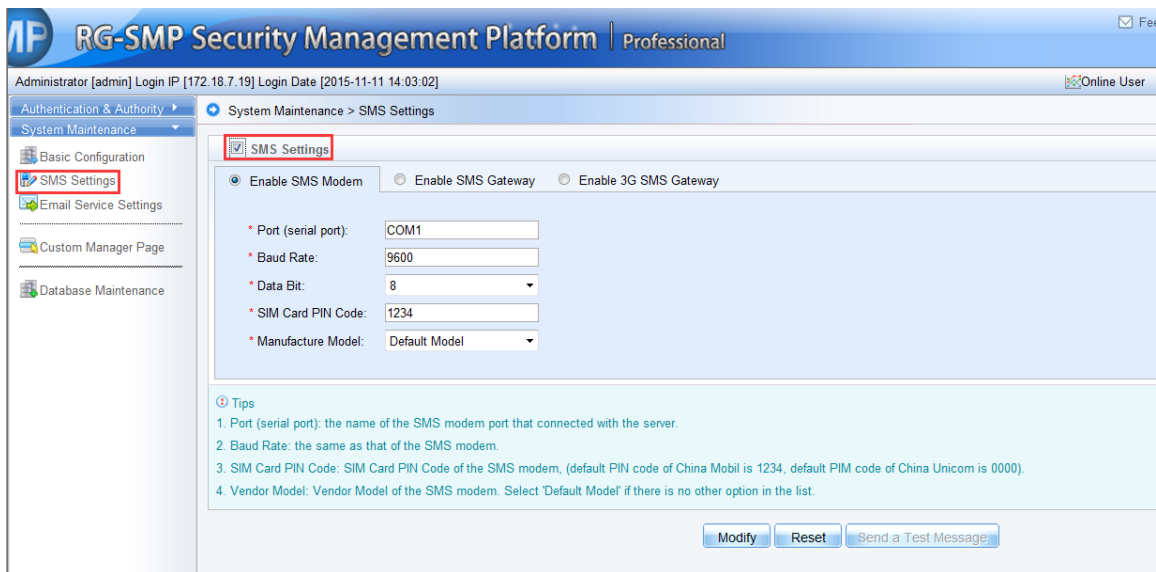 RG-SMP Security Management Platform | Professional
Administrator [admin] Login IP [172.18.7.19] Login Date [2015-11-11 14:03:02]
Online User
Authentication & Authority
System Maintenance
Basic Configuration
SMS Settings
Email Service Settings
Custom Manager Page
Database Maintenance
System Maintenance > SMS Settings
SMS Settings
Enable SMS Modem
Enable SMS Gateway
Enable 3G SMS Gateway
* Port (serial port): COM1
* Baud Rate: 9600
* Data Bit: 8
* SIM Card PIN Code: 1234
* Manufacture Model: Default Model
Tips
1. Port (serial port): the name of the SMS modem port that connected with the server.
2. Baud Rate: the same as that of the SMS modem.
3. SIM Card PIN Code: SIM Card PIN Code of the SMS modem, (default PIN code of China Mobil is 1234, default PIM code of China Unicom is 0000).
4. Vendor Model: Vendor Model of the SMS modem. Select 'Default Model' if there is no other option in the list.
Modify
Reset
Send a Test Message